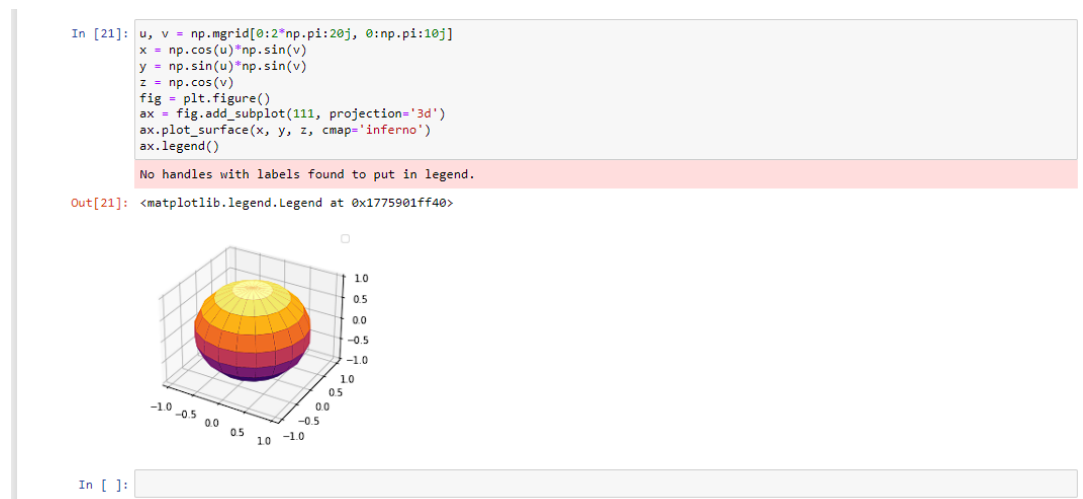 In [21]: u, v = np.mgrid[0:2*np.pi:20j, 0:np.pi:10j]
x = np.cos(u)*np.sin(v)
y = np.sin(u)*np.sin(v)
z = np.cos(v)
fig = plt.figure()
ax = fig.add_subplot(111, projection='3d')
ax.plot_surface(x, y, z, cmap='inferno')
ax.legend()
No handles with labels found to put in legend.
Out[21]: <matplotlib.legend.Legend at 0x1775901ff40>
1.0
0.5
0.0
−0.5
−1.0
1.0
0.5
0.0
−0.5
−1.0
−1.0
−0.5
0.0
0.5
1.0
In [ ]: